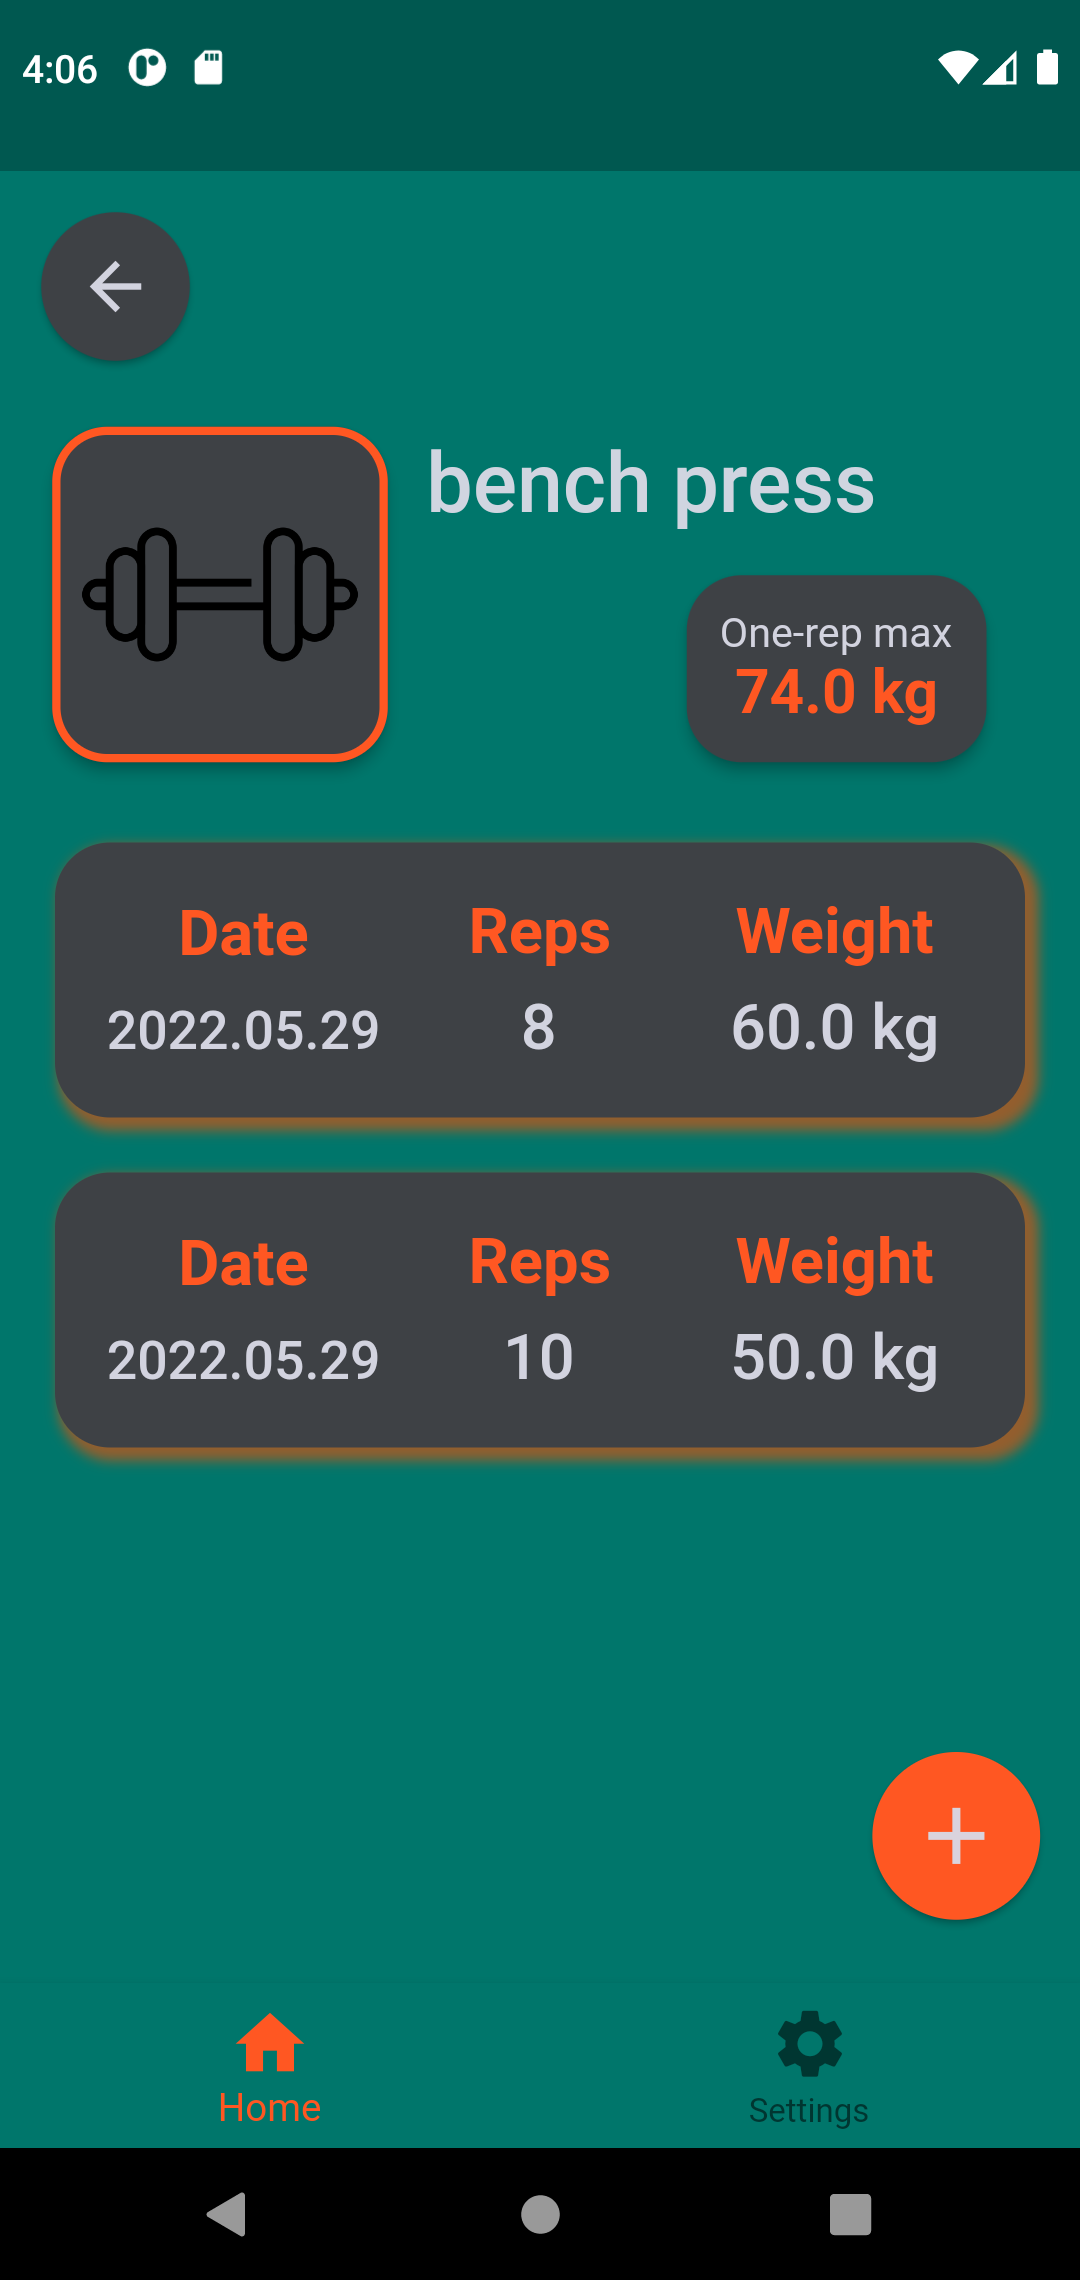 4:06
bench press
One-rep max
74.0 kg
Date Reps Weight
2022.05.29 8 60.0 kg
Date Reps Weight
2022.05.29 10 50.0 kg
Home Settings